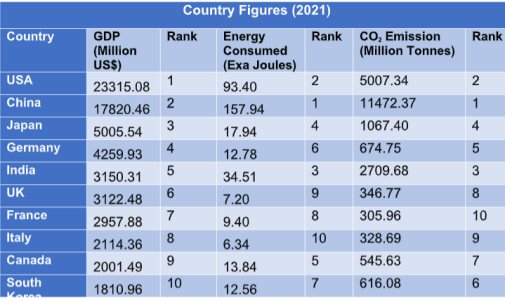 Country Figures (2021)
Country GDP (Million US$) Rank Energy Consumed (Exa Joules) Rank CO₂ Emission (Million Tonnes) Rank
USA 23315.08 1 93.40 2 5007.34 2
China 17820.46 2 157.94 1 11472.37 1
Japan 5005.54 3 17.94 4 1067.40 4
Germany 4259.93 4 12.78 6 674.75 5
India 3150.31 5 34.51 3 2709.68 3
UK 3122.48 6 7.20 9 346.77 8
France 2957.88 7 9.40 8 305.96 10
Italy 2114.36 8 6.34 10 328.69 9
Canada 2001.49 9 13.84 5 545.63 7
South Korea 1810.96 10 12.56 7 616.08 6